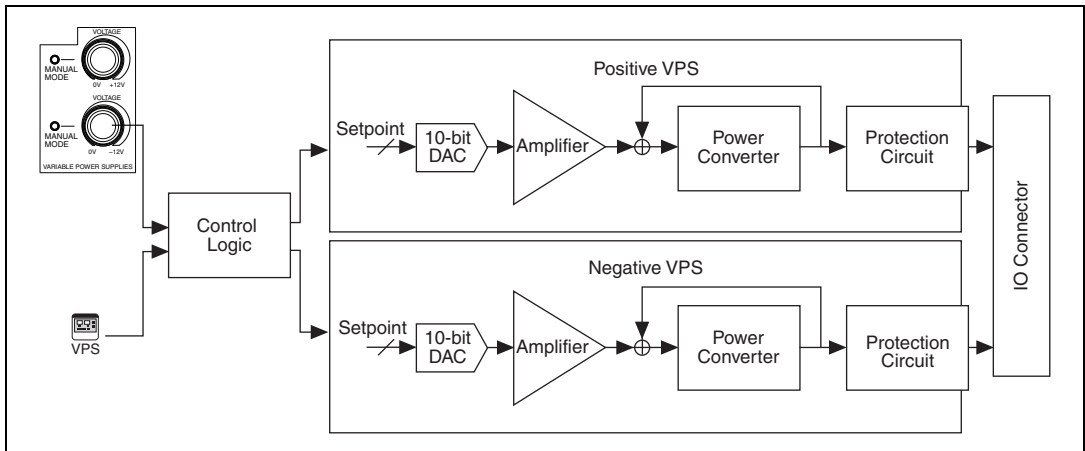 VOLTAGE
MANUAL
MODE
0V +12V
VOLTAGE
MANUAL
MODE
0V –12V
VARIABLE POWER SUPPLIES
VPS
Control
Logic
Positive VPS
Setpoint
10-bit
DAC
Amplifier
Power
Converter
Protection
Circuit
Negative VPS
Setpoint
10-bit
DAC
Amplifier
Power
Converter
Protection
Circuit
IO Connector